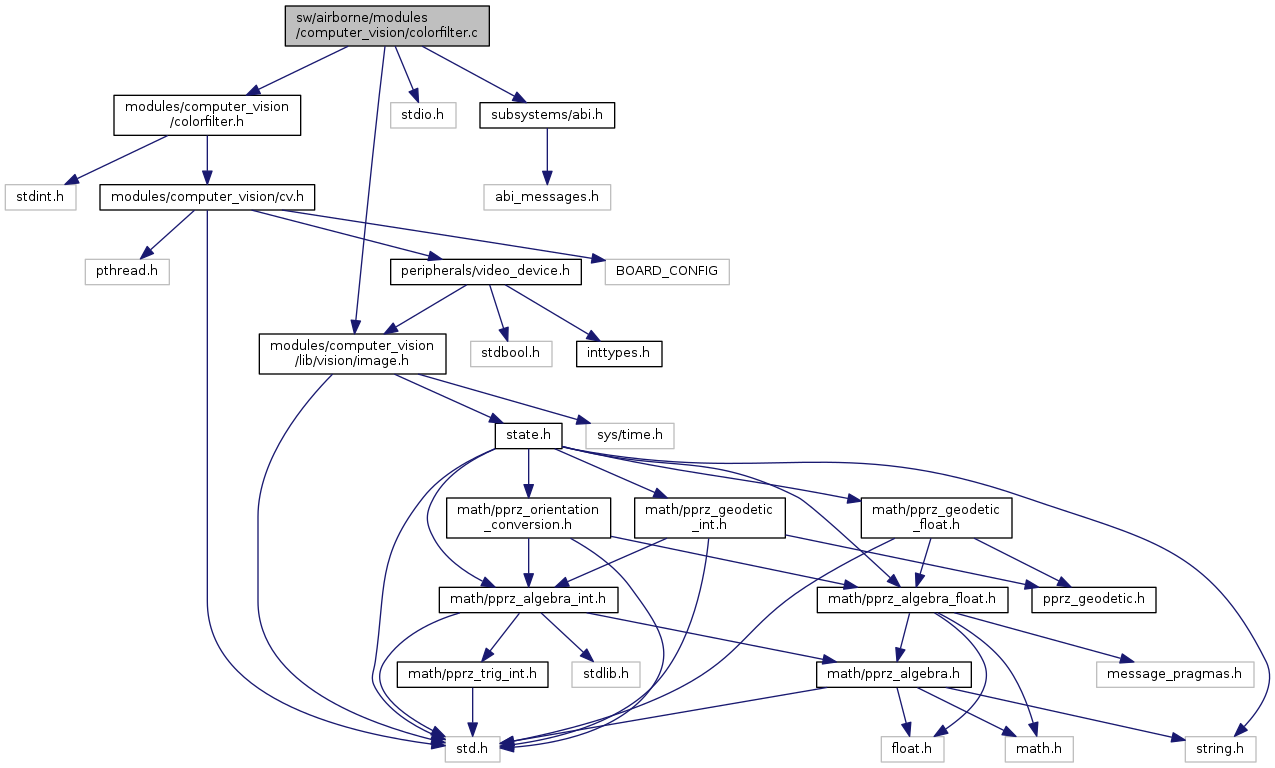 sw/airborne/modules
/computer_vision/colorfilter.c
modules/computer_vision
/colorfilter.h
stdio.h
subsystems/abi.h
stdint.h
modules/computer_vision/cv.h
abi_messages.h
pthread.h
peripherals/video_device.h
BOARD_CONFIG
modules/computer_vision
/lib/vision/image.h
stdbool.h
inttypes.h
state.h
sys/time.h
math/pprz_orientation
_conversion.h
math/pprz_geodetic
_int.h
math/pprz_geodetic
_float.h
math/pprz_algebra_int.h
math/pprz_algebra_float.h
pprz_geodetic.h
math/pprz_trig_int.h
stdlib.h
math/pprz_algebra.h
message_pragmas.h
std.h
float.h
math.h
string.h